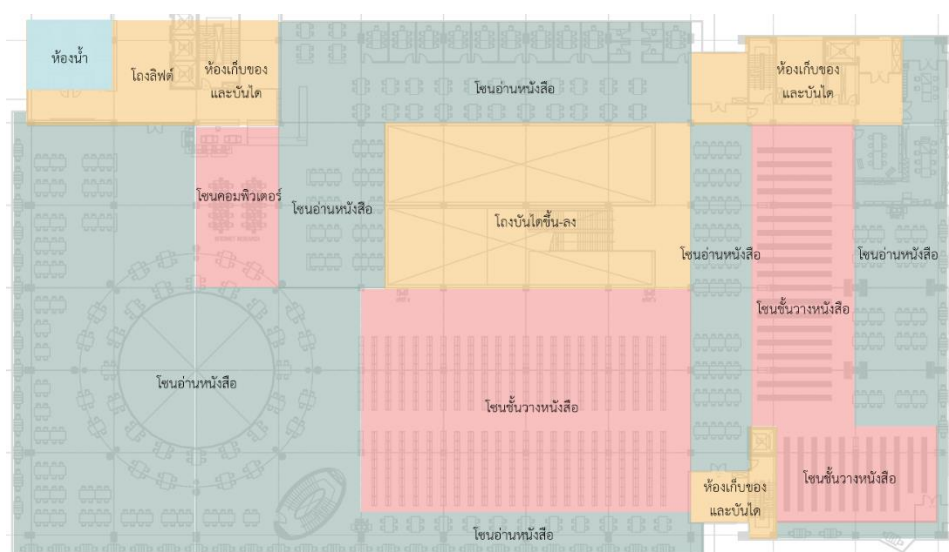 ห้องน้ำ
โถงลิฟต์
ห้องเก็บของ
และบันได
โซนอ่านหนังสือ
ห้องเก็บของ
และบันได
โซนคอมพิวเตอร์
โซนอ่านหนังสือ
โถงบันไดขึ้น-ลง
โซนอ่านหนังสือ
โซนอ่านหนังสือ
โซนชั้นวางหนังสือ
โซนอ่านหนังสือ
โซนชั้นวางหนังสือ
โซนชั้นวางหนังสือ
ห้องเก็บของ
และบันได
โซนอ่านหนังสือ